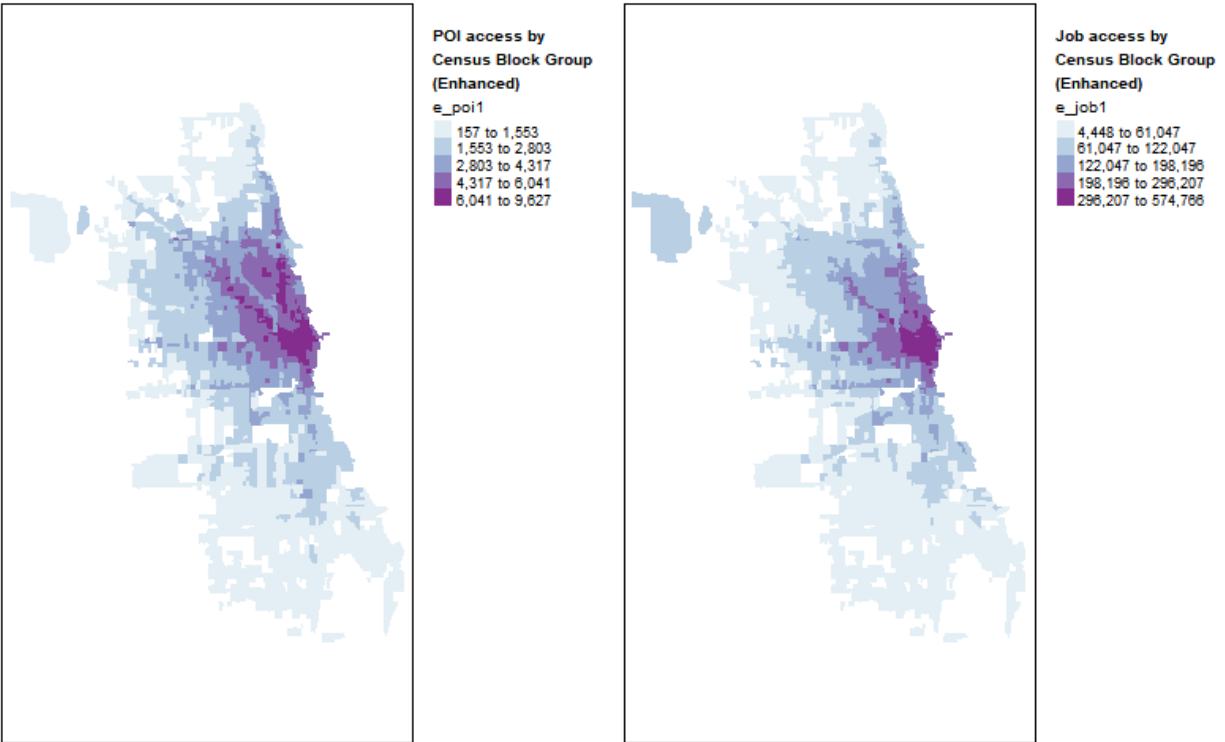 POI access by
Census Block Group
(Enhanced)
e_poi1
157 to 1,553
1,553 to 2,803
2,803 to 4,317
4,317 to 6,041
6,041 to 9,627
Job access by
Census Block Group
(Enhanced)
e_job1
4,448 to 61,047
61,047 to 122,047
122,047 to 198,196
198,196 to 296,207
296,207 to 574,766